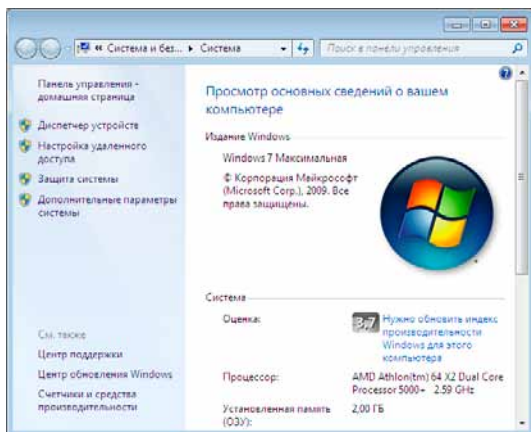 « Система и без... ▸ Система
Поиск в панели управления
Панель управления -
домашняя страница
Диспетчер устройств
Настройка удаленного
доступа
Защита системы
Дополнительные параметры
системы
См. также
Центр поддержки
Центр обновления Windows
Счетчики и средства
производительности
Просмотр основных сведений о вашем
компьютере
Издание Windows
Windows 7 Максимальная
© Корпорация Майкрософт
(Microsoft Corp.), 2009. Все
права защищены.
Система
Оценка:
3,7 Нужно обновить индекс
производительности
Windows для этого
компьютера
Процессор:
AMD Athlon(tm) 64 X2 Dual Core
Processor 5000+ 2.59 GHz
Установленная память
(ОЗУ):
2,00 ГБ